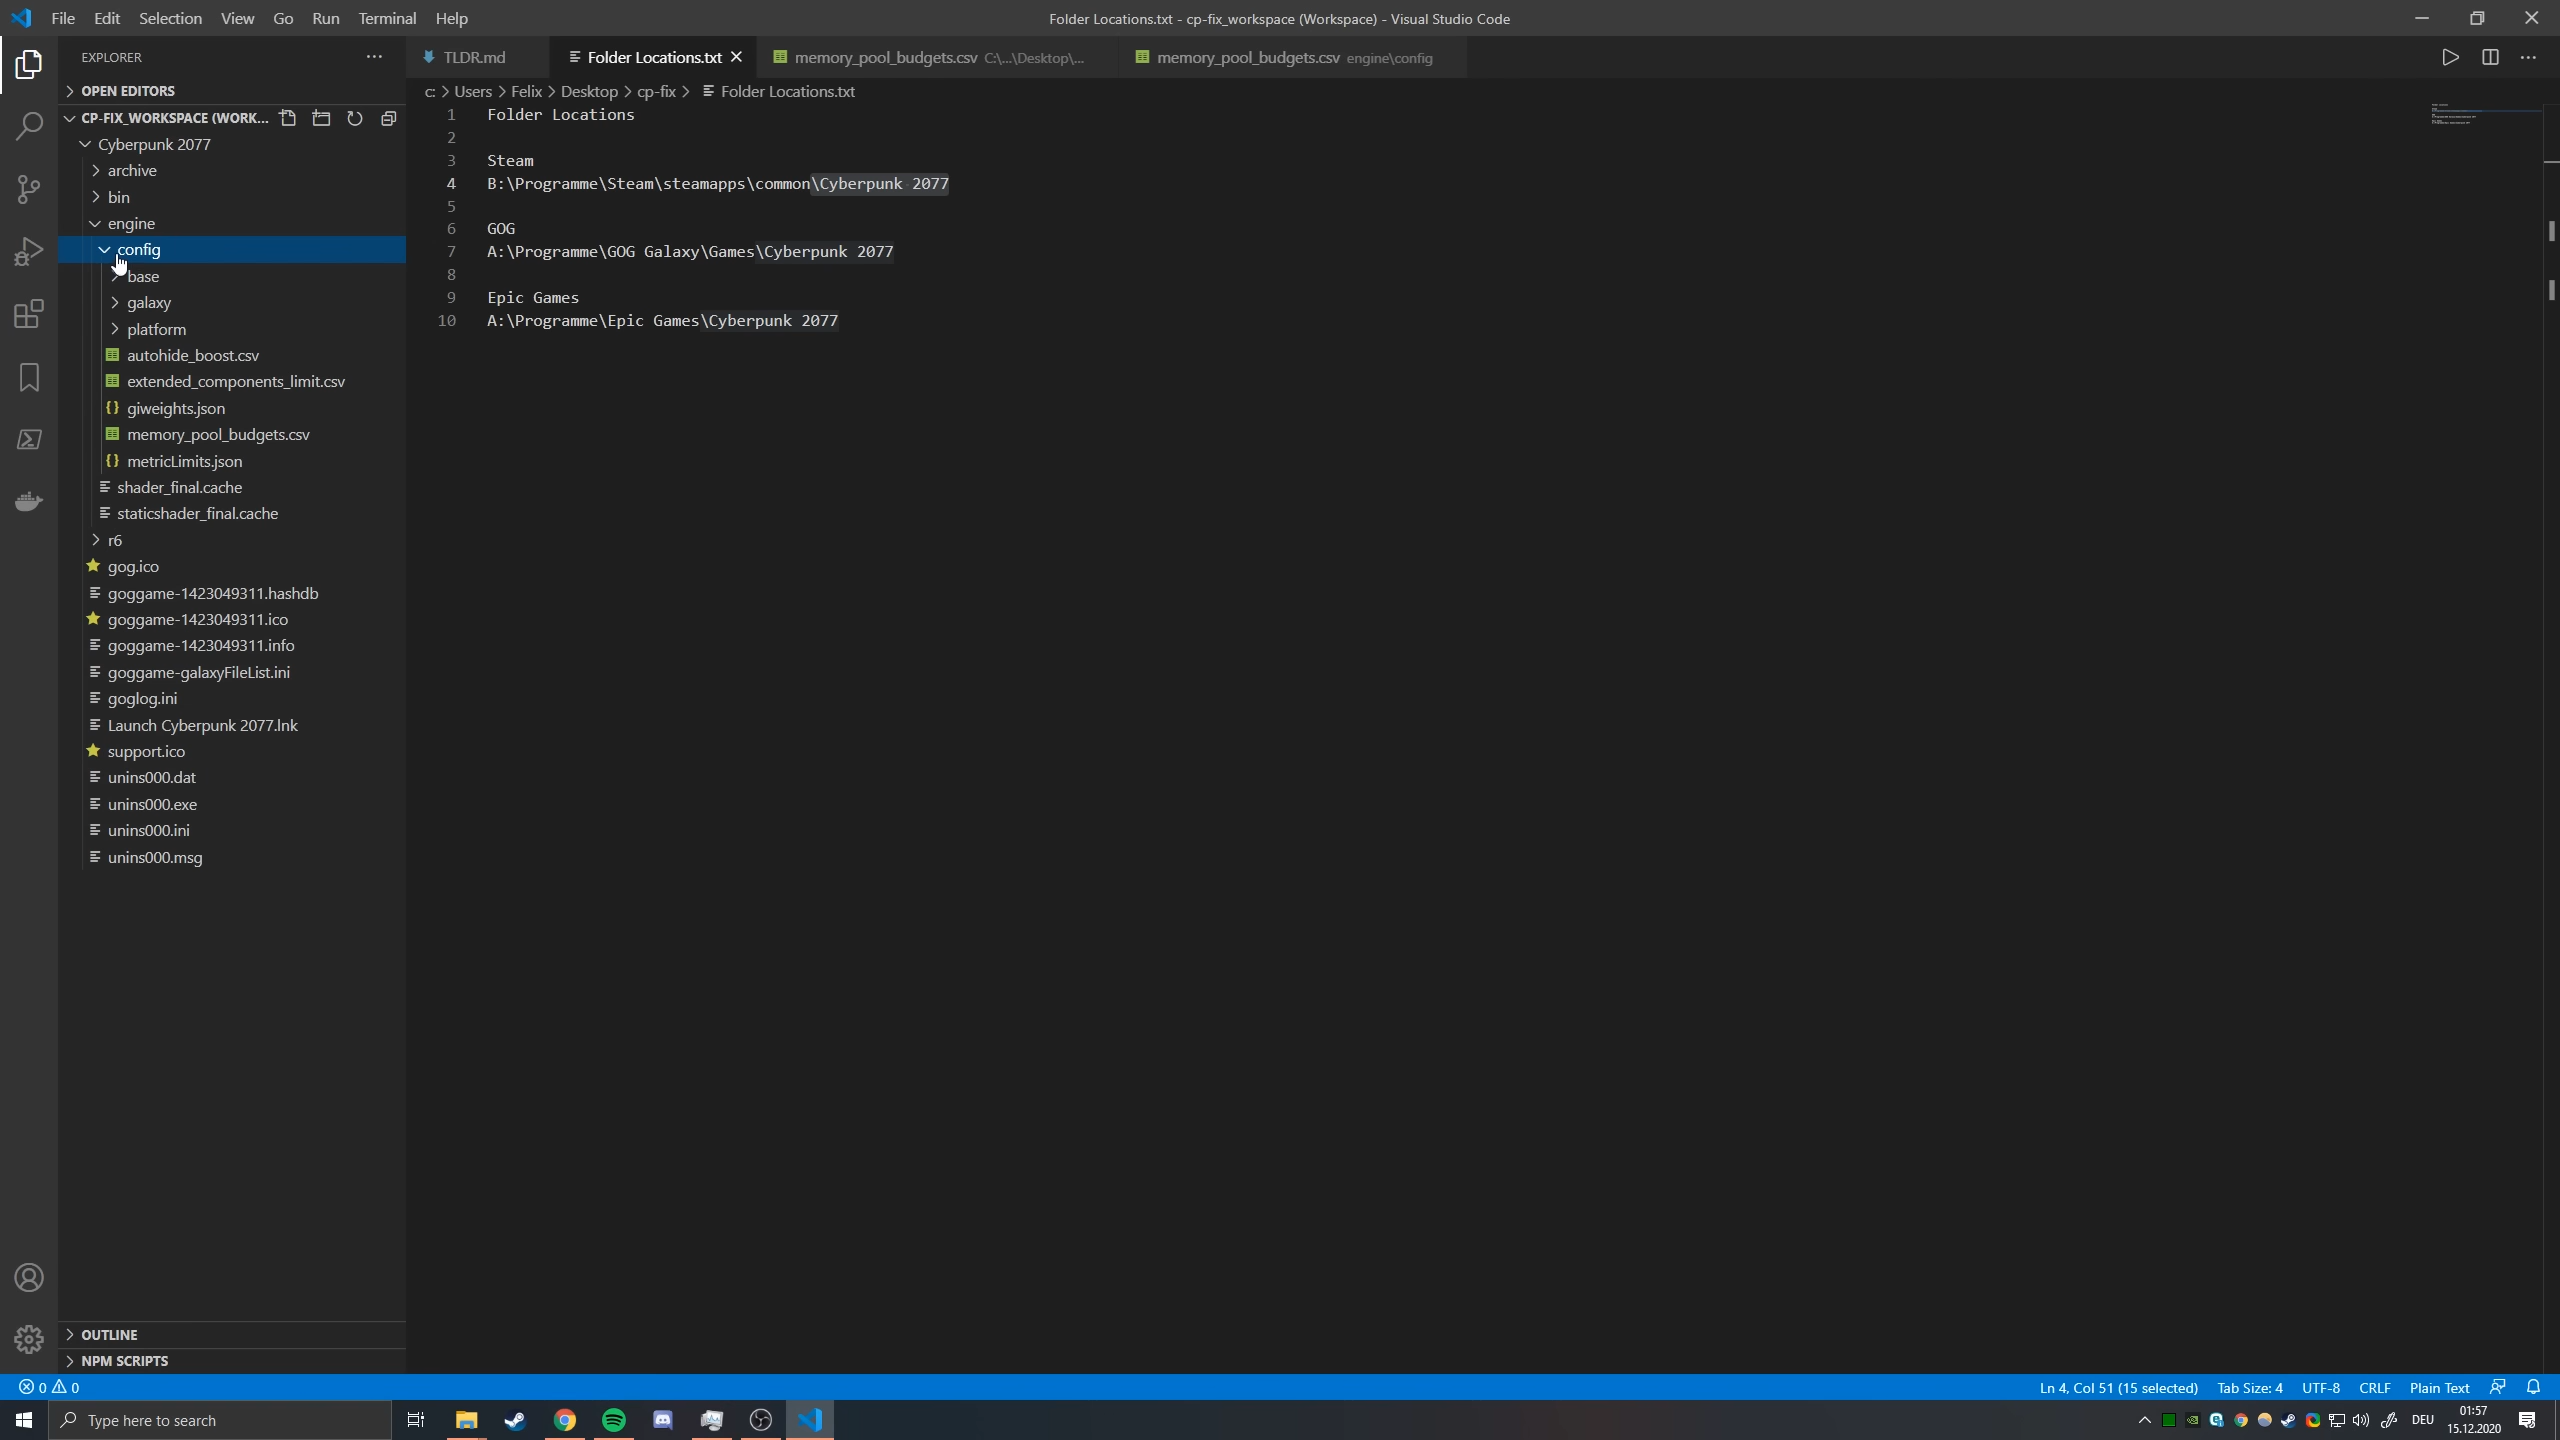 File Edit Selection View Go Run Terminal Help
Folder Locations.txt - cp-fix_workspace (Workspace) - Visual Studio Code
EXPLORER
TLDR.md
Folder Locations.txt
memory_pool_budgets.csv C:\...\Desktop\...
memory_pool_budgets.csv engine\config
OPEN EDITORS
c: > Users > Felix > Desktop > cp-fix > Folder Locations.txt
CP-FIX_WORKSPACE (WORK...
Cyberpunk 2077
archive
bin
engine
config
base
galaxy
platform
autohide_boost.csv
extended_components_limit.csv
giweights.json
memory_pool_budgets.csv
metricLimits.json
shader_final.cache
staticshader_final.cache
r6
gog.ico
goggame-1423049311.hashdb
goggame-1423049311.ico
goggame-1423049311.info
goggame-galaxyFileList.ini
goglog.ini
Launch Cyberpunk 2077.lnk
support.ico
unins000.dat
unins000.exe
unins000.ini
unins000.msg
OUTLINE
NPM SCRIPTS
1 Folder Locations
2
3 Steam
4 B:\Programme\Steam\steamapps\common\Cyberpunk 2077
5
6 GOG
7 A:\Programme\GOG Galaxy\Games\Cyberpunk 2077
8
9 Epic Games
10 A:\Programme\Epic Games\Cyberpunk 2077
0 0
Ln 4, Col 51 (15 selected) Tab Size: 4 UTF-8 CRLF Plain Text
Type here to search
DEU
01:57
15.12.2020